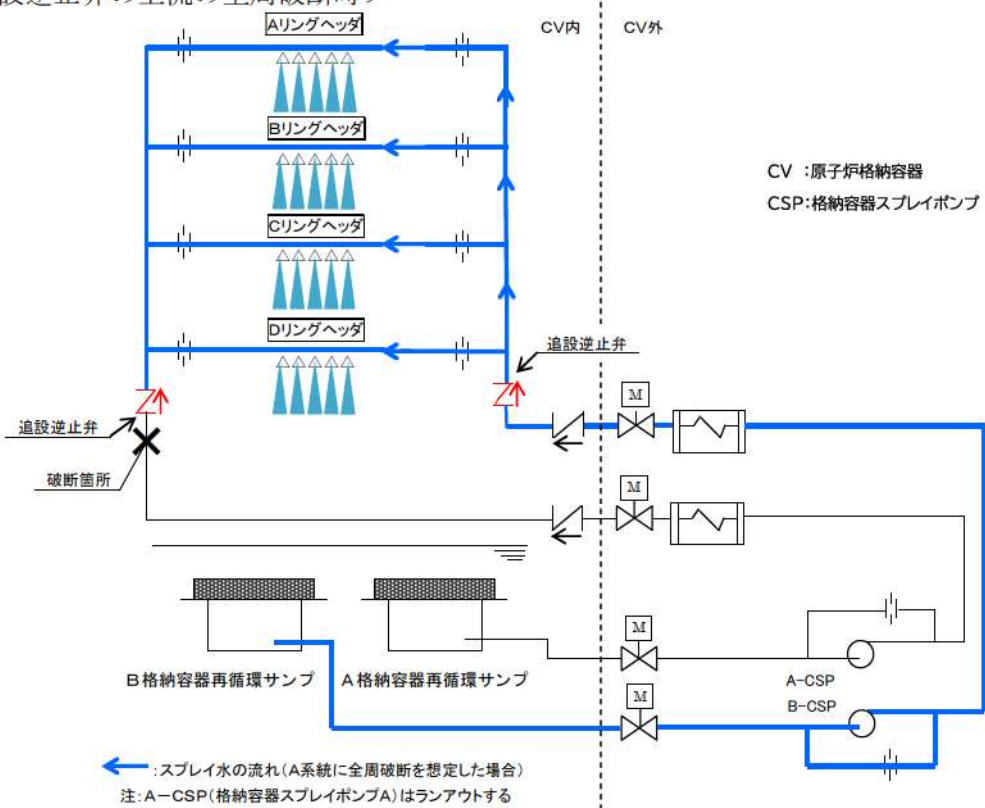 Aリングヘッダ
CV内
CV外
Bリングヘッダ
CV :原子炉格納容器
CSP:格納容器スプレイポンプ
Cリングヘッダ
Dリングヘッダ
追設逆止弁
M
追設逆止弁
破断箇所
M
M
B格納容器再循環サンプ
A格納容器再循環サンプ
A-CSP
B-CSP
M
:スプレイ水の流れ(A系統に全周破断を想定した場合)
注:A-CSP(格納容器スプレイポンプA)はランアウトする